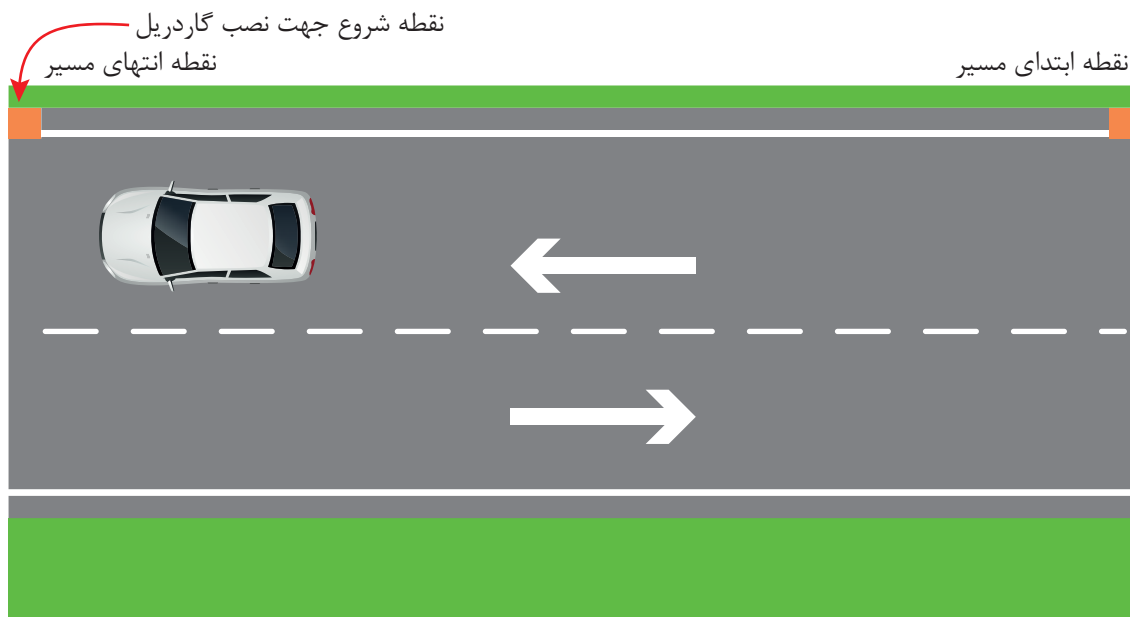 نقطه شروع جهت نصب گاردریل
نقطه ابتدای مسیر
نقطه انتهای مسیر